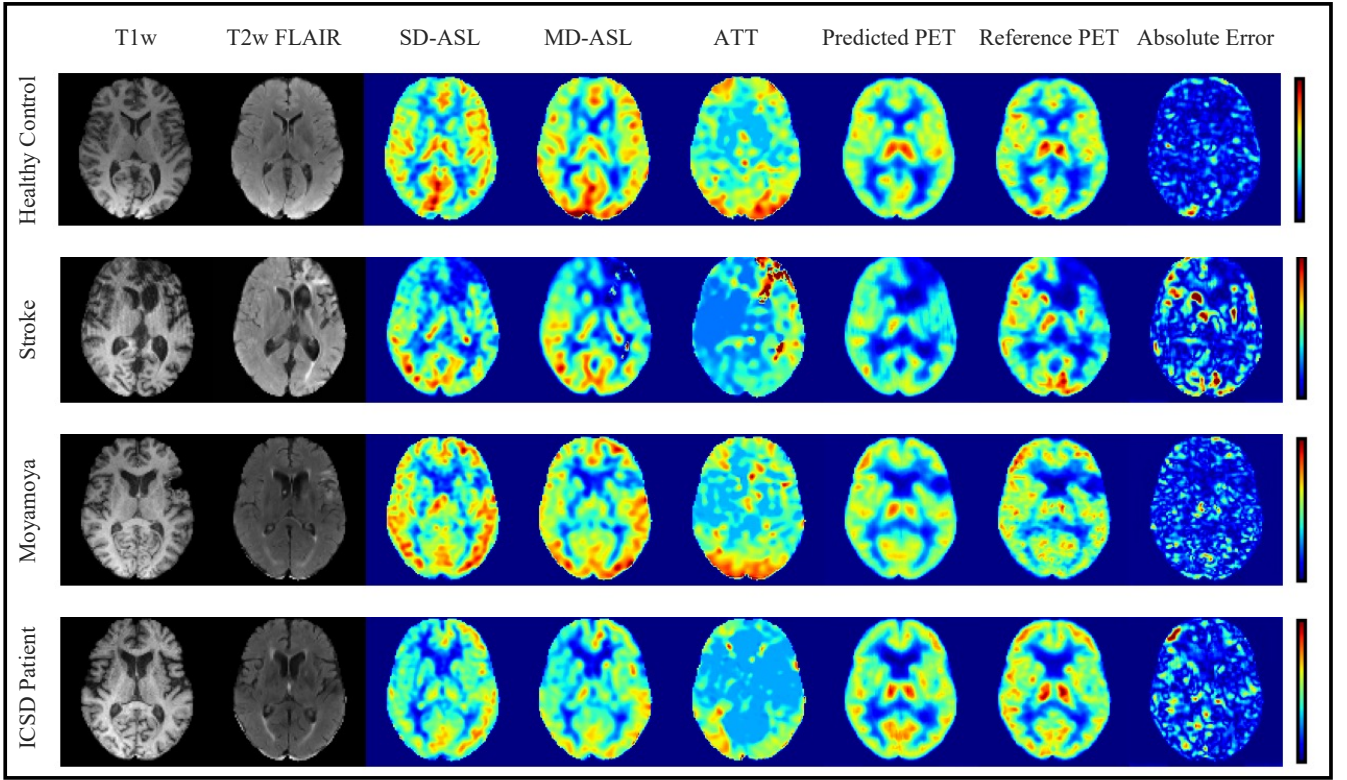 T1w T2w FLAIR SD-ASL MD-ASL ATT Predicted PET Reference PET Absolute Error
Healthy Control
Stroke
Moyamoya
ICSD Patient